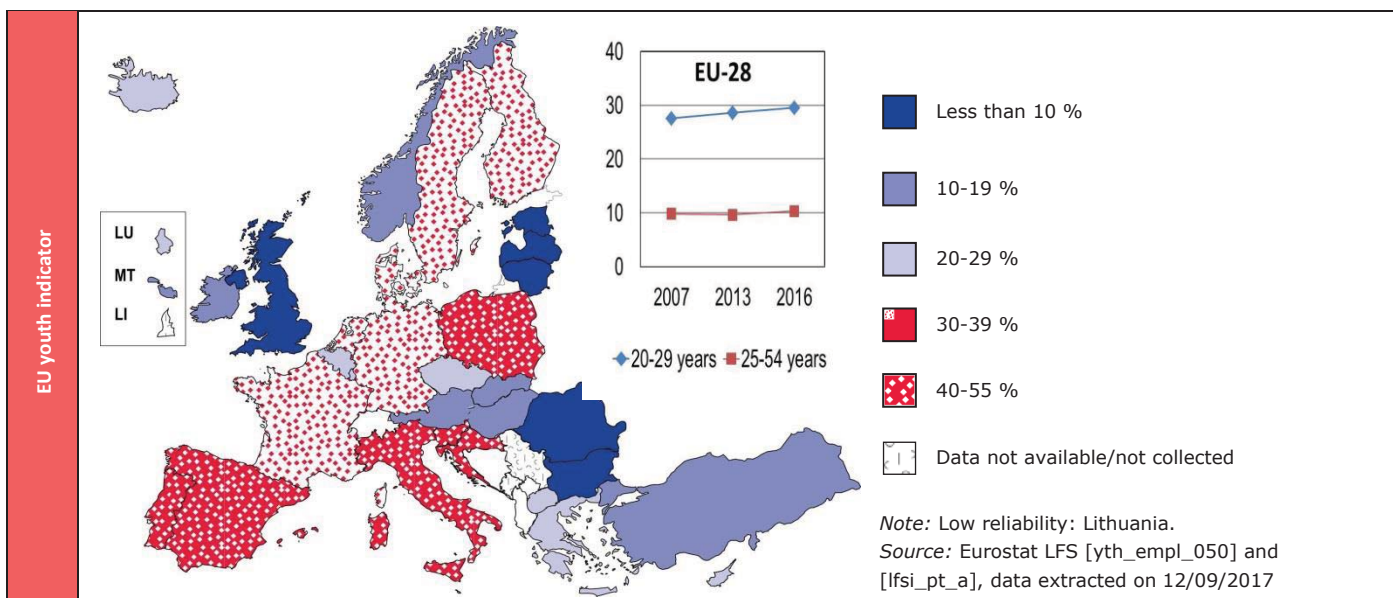 EU youth indicator
LU
MT
LI
40
30
20
10
0
EU-28
2007 2013 2016
20-29 years 25-54 years
Less than 10 %
10-19 %
20-29 %
30-39 %
40-55 %
Data not available/not collected
Note: Low reliability: Lithuania.
Source: Eurostat LFS [yth_empl_050] and
[lfsi_pt_a], data extracted on 12/09/2017